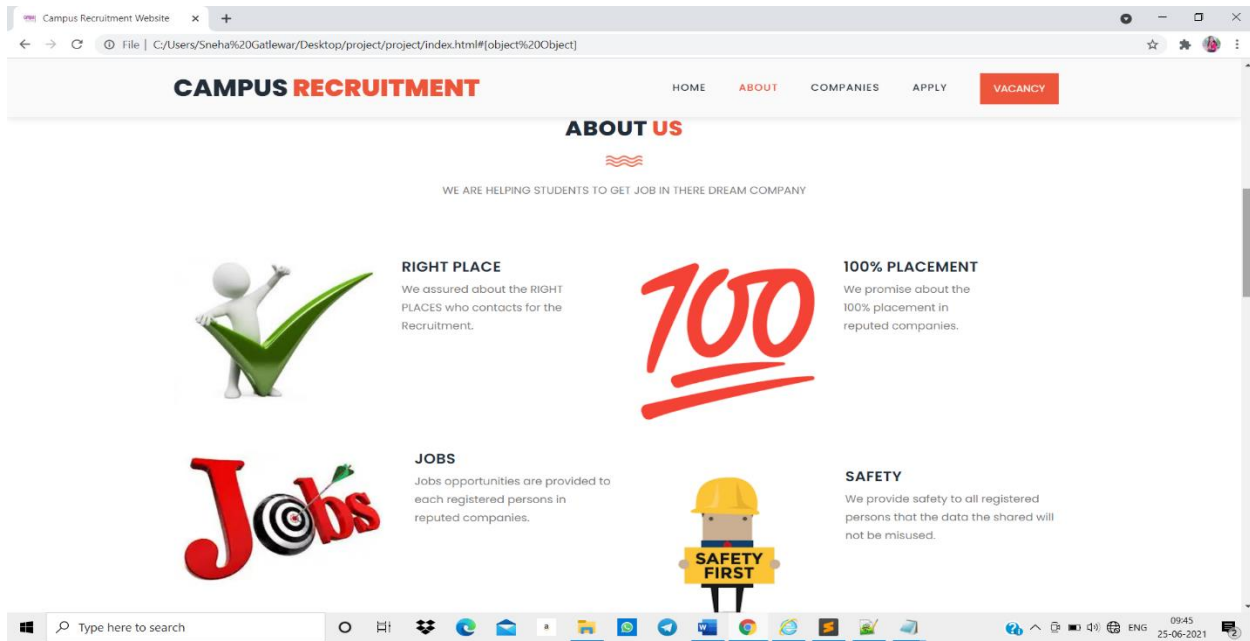 Campus Recruitment Website
File | C:/Users/Sneha%20Gatlewar/Desktop/project/project/index.html#[object%20Object]
CAMPUS RECRUITMENT
HOME ABOUT COMPANIES APPLY VACANCY
ABOUT US
WE ARE HELPING STUDENTS TO GET JOB IN THERE DREAM COMPANY
RIGHT PLACE
We assured about the RIGHT
PLACES who contacts for the
Recruitment.
100
100% PLACEMENT
We promise about the
100% placement in
reputed companies.
Jobs
JOBS
Jobs opportunities are provided to
each registered persons in
reputed companies.
SAFETY
FIRST
SAFETY
We provide safety to all registered
persons that the data the shared will
not be misused.
Type here to search
ENG
09:45
25-06-2021